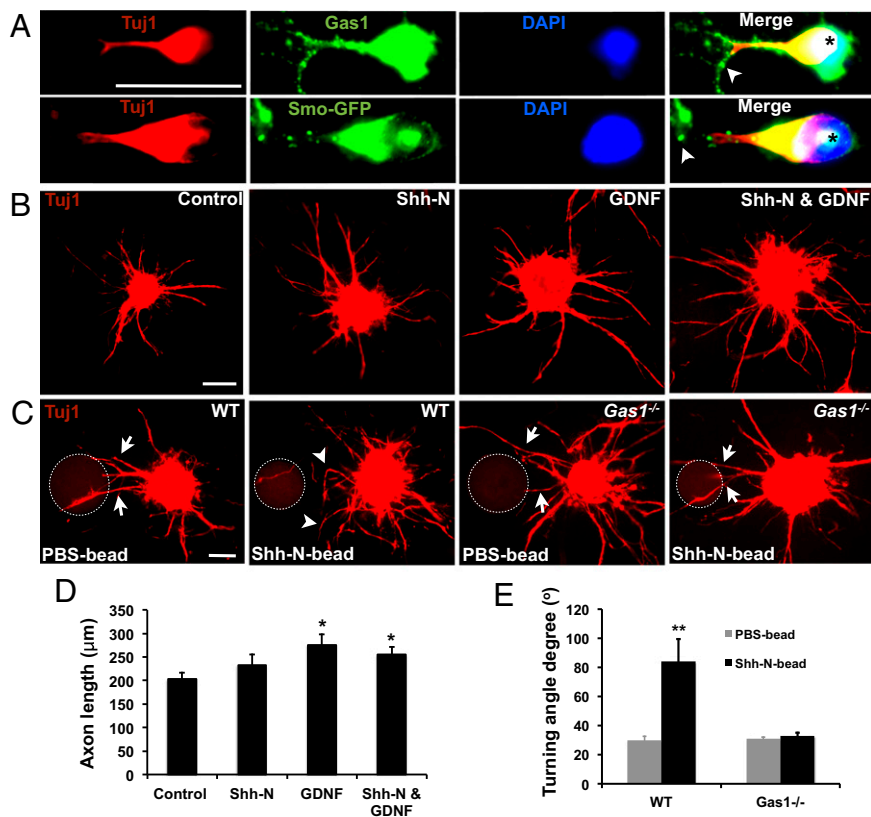 A
Tuj1
Gas1
DAPI
Merge
*
Tuj1
Smo-GFP
DAPI
Merge
*
B
Tuj1
Control
Shh-N
GDNF
Shh-N & GDNF
C
Tuj1
WT
WT
Gas1-/-
Gas1-/-
PBS-bead
Shh-N-bead
PBS-bead
Shh-N-bead
D
Axon length (μm)
350
300
250
200
150
100
50
0
*
*
Control
Shh-N
GDNF
Shh-N &
GDNF
E
Turning angle degree (º)
120
100
80
60
40
20
0
**
PBS-bead
Shh-N-bead
WT
Gas1-/-